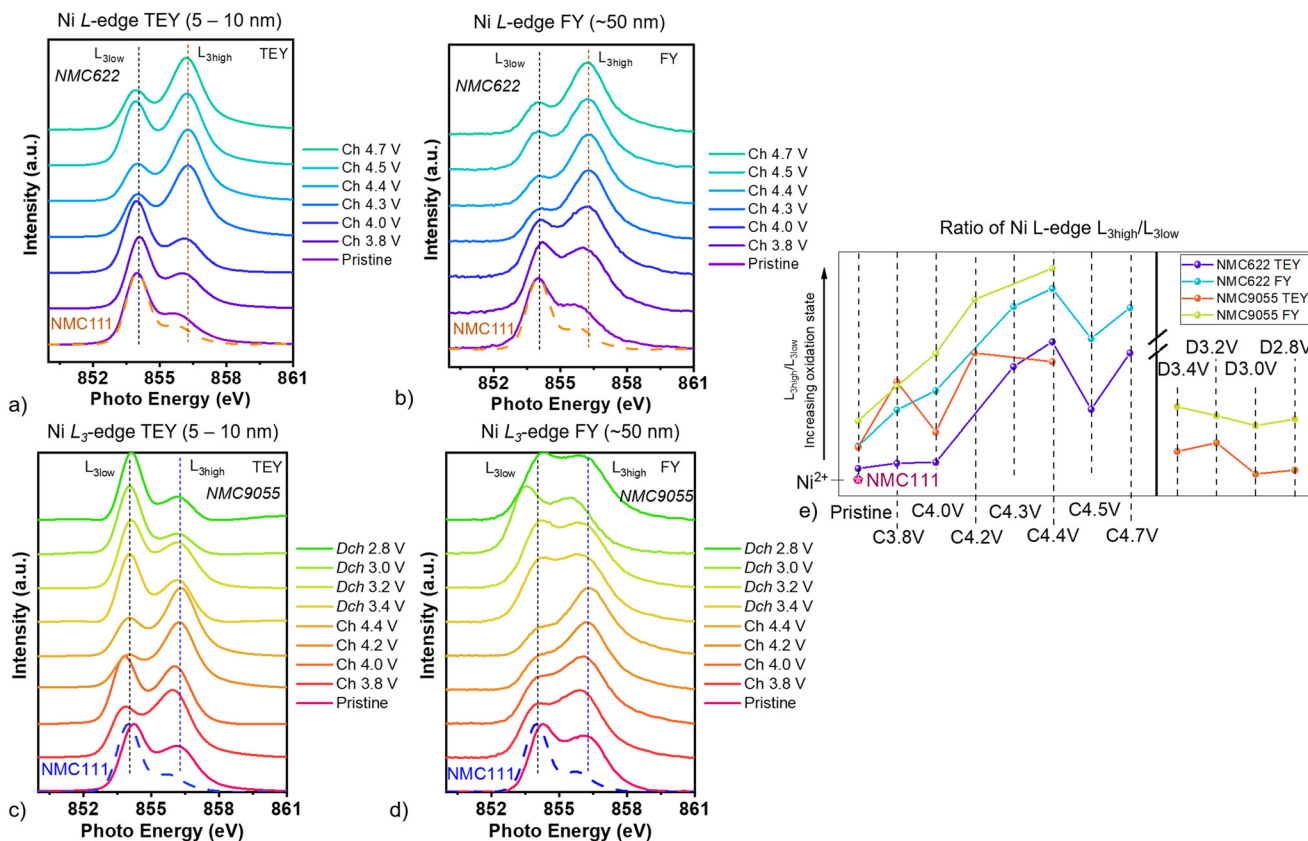 Ni L-edge TEY (5 – 10 nm)
L3low
L3high
TEY
NMC622
Ch 4.7 V
Ch 4.5 V
Ch 4.4 V
Ch 4.3 V
Ch 4.0 V
Ch 3.8 V
Pristine
NMC111
Intensity (a.u.)
852 855 858 861
Photo Energy (eV)
a)
Ni L-edge FY (~50 nm)
L3low
L3high
FY
NMC622
Ch 4.7 V
Ch 4.5 V
Ch 4.4 V
Ch 4.3 V
Ch 4.0 V
Ch 3.8 V
Pristine
NMC111
Intensity (a.u.)
852 855 858 861
Photo Energy (eV)
b)
Ni L3-edge TEY (5 – 10 nm)
L3low
L3high
TEY
NMC9055
Dch 2.8 V
Dch 3.0 V
Dch 3.2 V
Dch 3.4 V
Ch 4.4 V
Ch 4.2 V
Ch 4.0 V
Ch 3.8 V
Pristine
NMC111
Intensity (a.u.)
852 855 858 861
Photo Energy (eV)
c)
Ni L3-edge FY (~50 nm)
L3low
L3high
FY
NMC9055
Dch 2.8 V
Dch 3.0 V
Dch 3.2 V
Dch 3.4 V
Ch 4.4 V
Ch 4.2 V
Ch 4.0 V
Ch 3.8 V
Pristine
NMC111
Intensity (a.u.)
852 855 858 861
Photo Energy (eV)
d)
Ratio of Ni L-edge L3high/L3low
NMC622 TEY
NMC622 FY
NMC9055 TEY
NMC9055 FY
L3high/L3low
Increasing oxidation state
D3.2V D2.8V
D3.4V D3.0V
Ni2+
NMC111
e)
Pristine C4.0V C4.3V C4.5V
C3.8V C4.2V C4.4V C4.7V